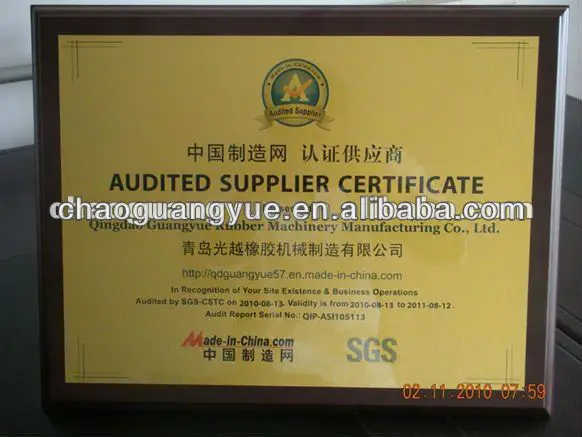 Made-in-China.com
Audited Supplier
中国制造网 认证供应商
AUDITED SUPPLIER CERTIFICATE
chaoguangyue.en.alibaba.com
Qingdao Guangyue Rubber Machinery Manufacturing Co., Ltd.
青岛光越橡胶机械制造有限公司
http://qdguangyue57.en.made-in-china.com
In Recognition of Your Site Existence & Business Operations
Audited by SGS-CSTC on 2010-08-13. Validity is from 2010-08-13 to 2011-08-12.
Audit Report Serial No.: QIP-ASI105113
Made-in-China.com
中国制造网
SGS
02.11.2010 07:59